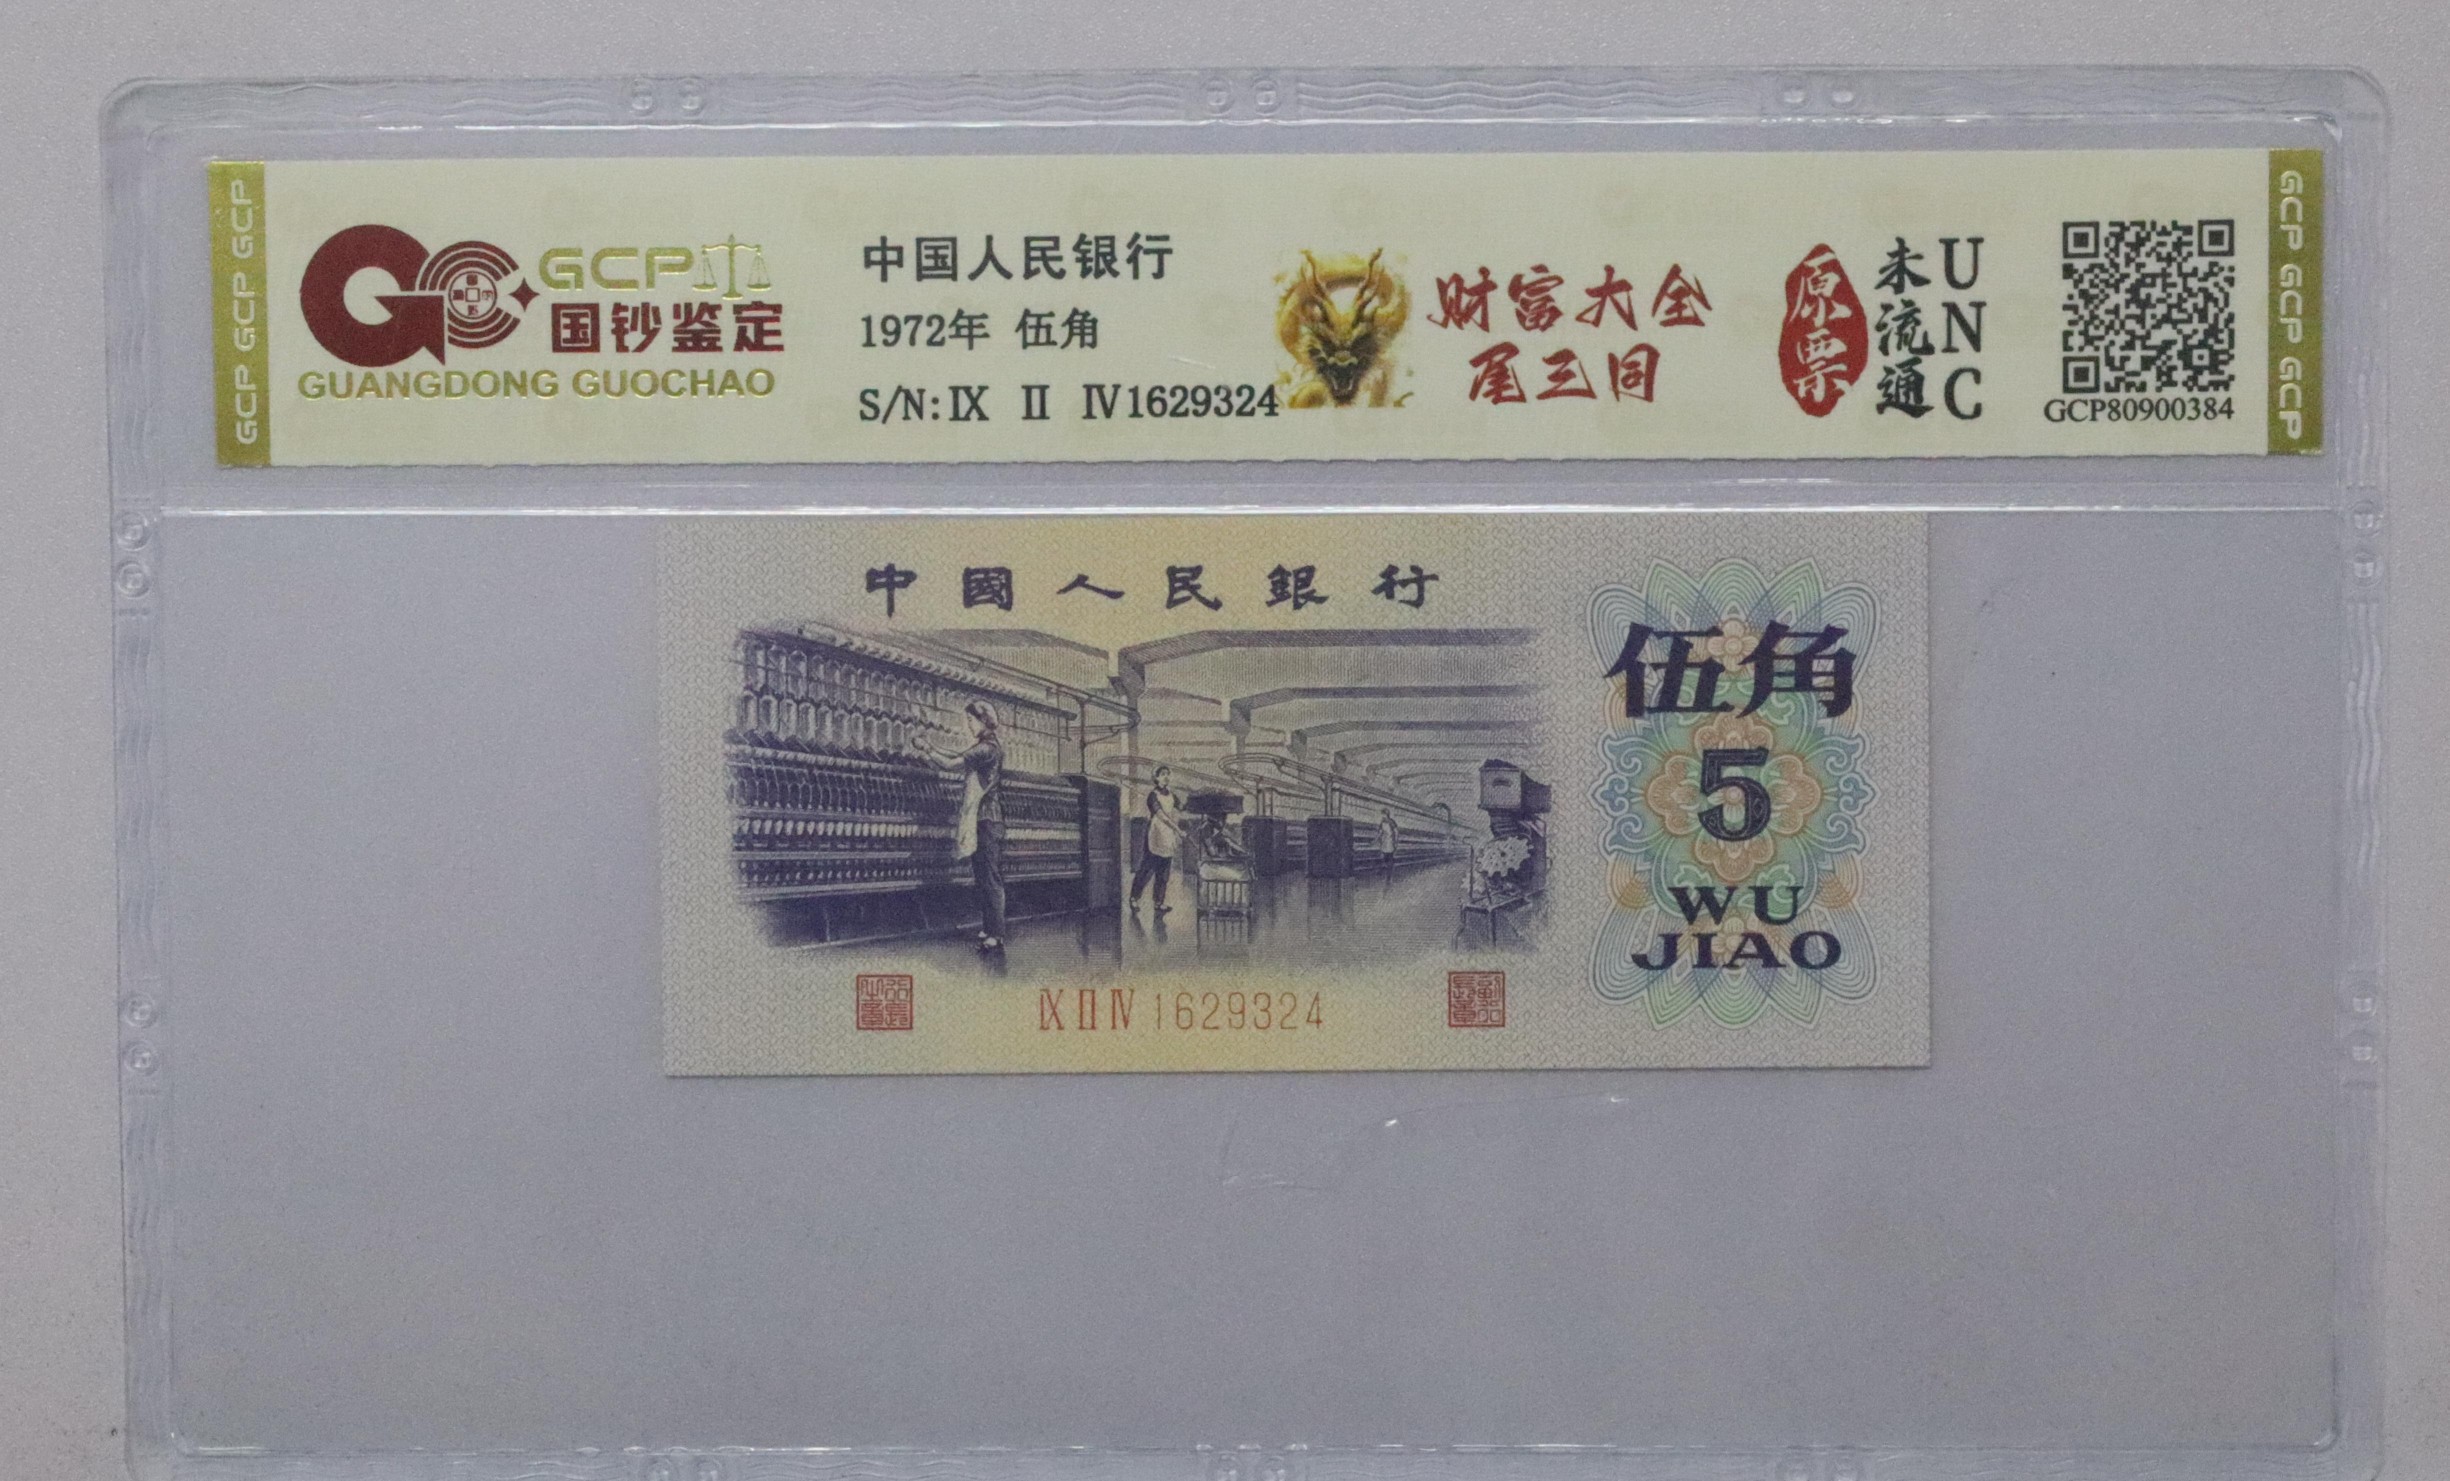 GCP GCP GCP
GCP
国钞鉴定
GUANGDONG GUOCHAO
中国人民银行
1972年 伍角
S/N: IX II IV 1629324
财富大全
尾三同
原票
未流通
UNC
GCP80900384
GCP GCP GCP
中國人民銀行
伍角
5
WU
JIAO
IX II IV 1629324